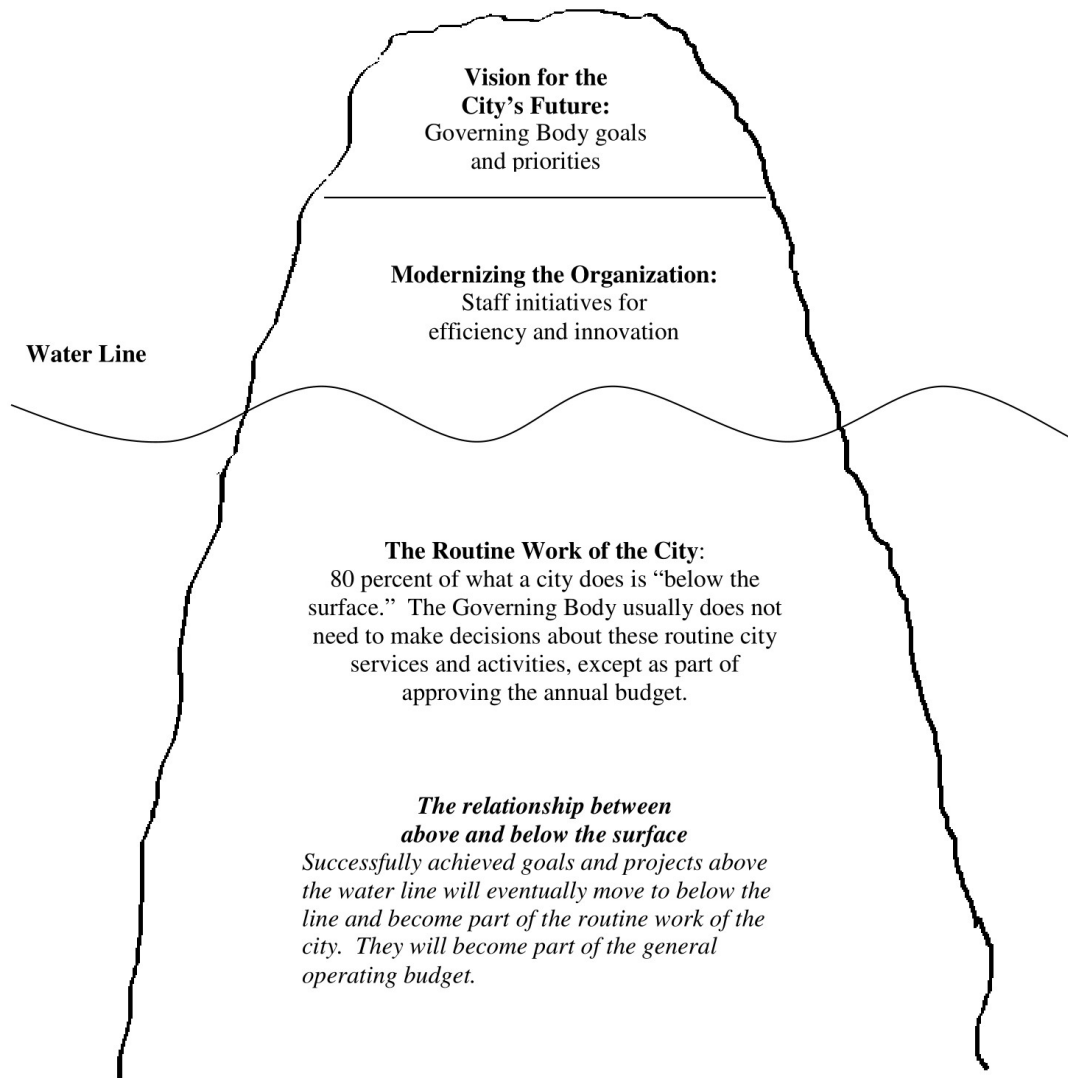 Vision for the
City’s Future:
Governing Body goals
and priorities
Modernizing the Organization:
Staff initiatives for
efficiency and innovation
Water Line
The Routine Work of the City:
80 percent of what a city does is “below the
surface.”  The Governing Body usually does not
need to make decisions about these routine city
services and activities, except as part of
approving the annual budget.
The relationship between
above and below the surface
Successfully achieved goals and projects above
the water line will eventually move to below the
line and become part of the routine work of the
city.  They will become part of the general
operating budget.